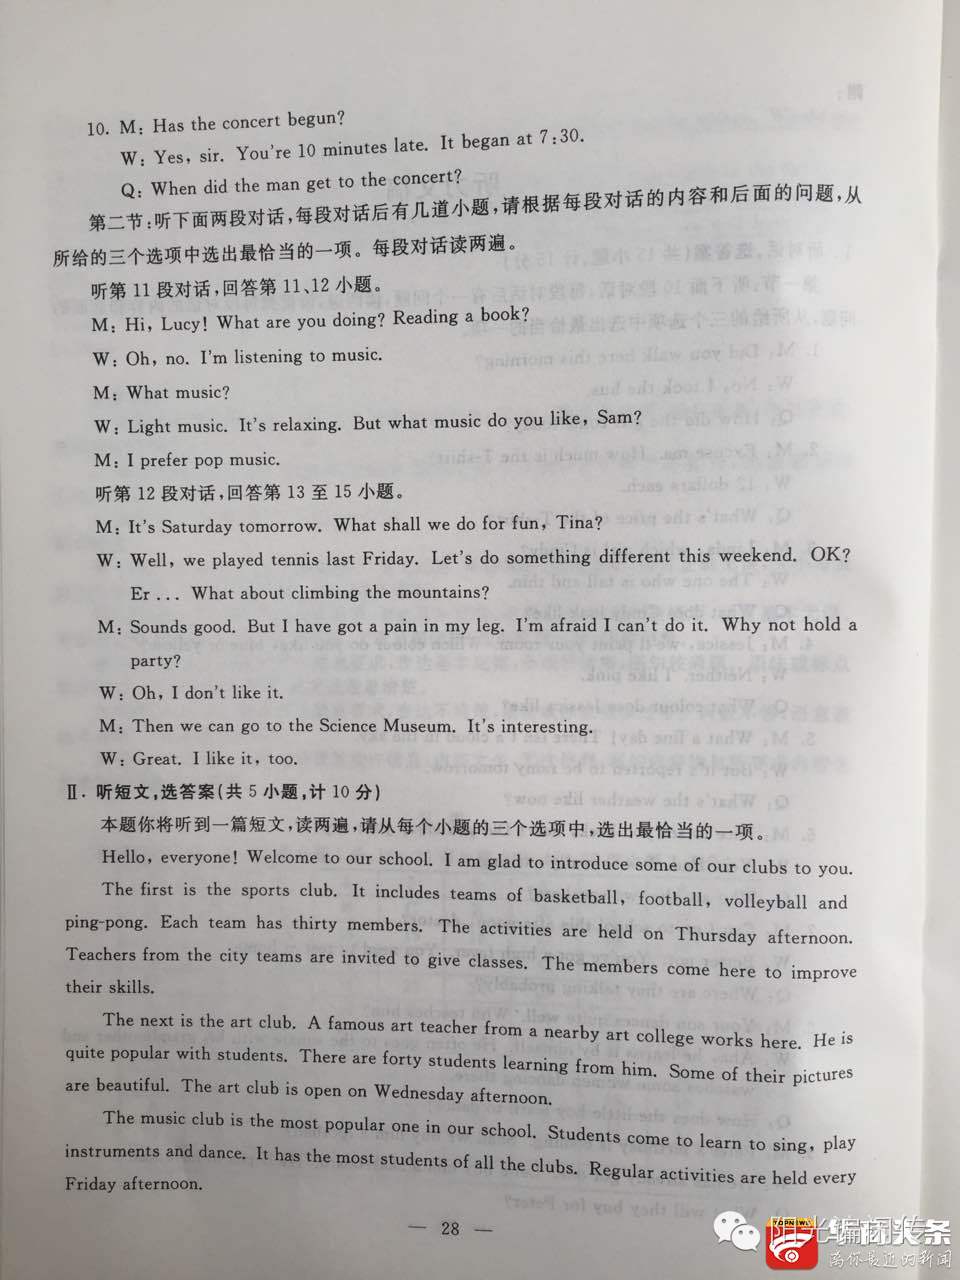 10. M: Has the concert begun?
W: Yes, sir. You're 10 minutes late. It began at 7:30.
Q: When did the man get to the concert?
第二节:听下面两段对话,每段对话后有几道小题,请根据每段对话的内容和后面的问题,从
所给的三个选项中选出最恰当的一项。每段对话读两遍。
听第11段对话,回答第11、12小题。
M: Hi, Lucy! What are you doing? Reading a book?
W: Oh, no. I'm listening to music.
M: What music?
W: Light music. It's relaxing. But what music do you like, Sam?
M: I prefer pop music.
听第12段对话,回答第13至15小题。
M: It's Saturday tomorrow. What shall we do for fun, Tina?
W: Well, we played tennis last Friday. Let's do something different this weekend. OK?
Er ... What about climbing the mountains?
M: Sounds good. But I have got a pain in my leg. I'm afraid I can't do it. Why not hold a
party?
W: Oh, I don't like it.
M: Then we can go to the Science Museum. It's interesting.
W: Great. I like it, too.
Ⅱ. 听短文,选答案(共5小题,计10分)
本题你将听到一篇短文,读两遍,请从每个小题的三个选项中,选出最恰当的一项。
Hello, everyone! Welcome to our school. I am glad to introduce some of our clubs to you.
The first is the sports club. It includes teams of basketball, football, volleyball and
ping-pong. Each team has thirty members. The activities are held on Thursday afternoon.
Teachers from the city teams are invited to give classes. The members come here to improve
their skills.
The next is the art club. A famous art teacher from a nearby art college works here. He is
quite popular with students. There are forty students learning from him. Some of their pictures
are beautiful. The art club is open on Wednesday afternoon.
The music club is the most popular one in our school. Students come to learn to sing, play
instruments and dance. It has the most students of all the clubs. Regular activities are held every
Friday afternoon.
— 28 —
阳光编
TOPNEWS
头条
离你最近的新闻